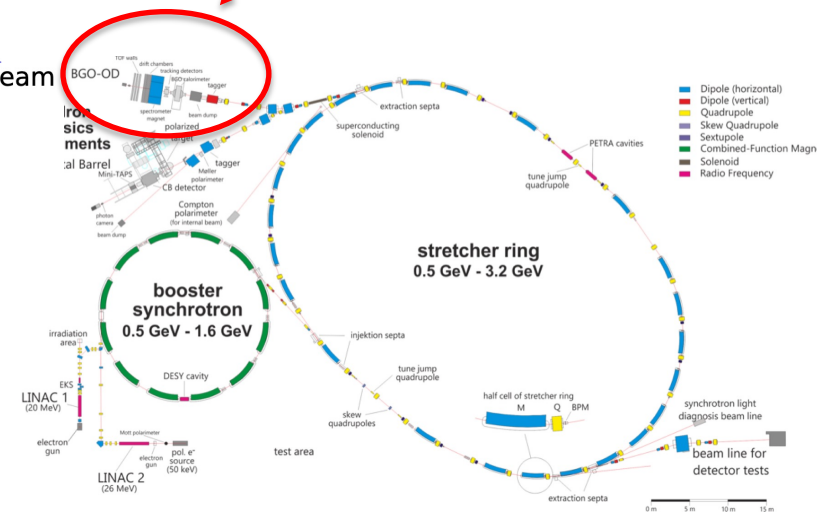 eam
BGO-OD
TOF walls
drift chambers
tracking detectors
BGO calorimeter
tagger
spectrometer
magnet
beam dump
ron
sics
ments
polarized
target
tal Barrel
Mini-TAPS
CB detector
Møller
polarimeter
tagger
photon
camera
beam dump
Compton
polarimeter
(for internal beam)
extraction septa
superconducting
solenoid
PETRA cavities
tune jump
quadrupole
Dipole (horizontal)
Dipole (vertical)
Quadrupole
Skew Quadrupole
Sextupole
Combined-Function Magn
Solenoid
Radio Frequency
stretcher ring
0.5 GeV - 3.2 GeV
booster
synchrotron
0.5 GeV - 1.6 GeV
DESY cavity
injektion septa
tune jump
quadrupole
skew
quadrupoles
irradiation
area
EKS
LINAC 1
(20 MeV)
electron
gun
Mott polarimeter
electron
gun
pol. e⁻
source
(50 keV)
LINAC 2
(26 MeV)
test area
half cell of stretcher ring
M
Q
BPM
synchrotron light
diagnosis beam line
beam line for
detector tests
extraction septa
0 m
5 m
10 m
15 m